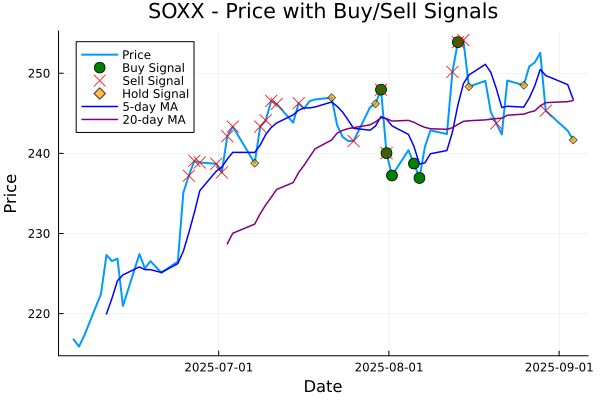 SOXX - Price with Buy/Sell Signals
Price
Buy Signal
Sell Signal
Hold Signal
5-day MA
20-day MA
250
240
230
220
Price
2025-07-01
2025-08-01
2025-09-01
Date